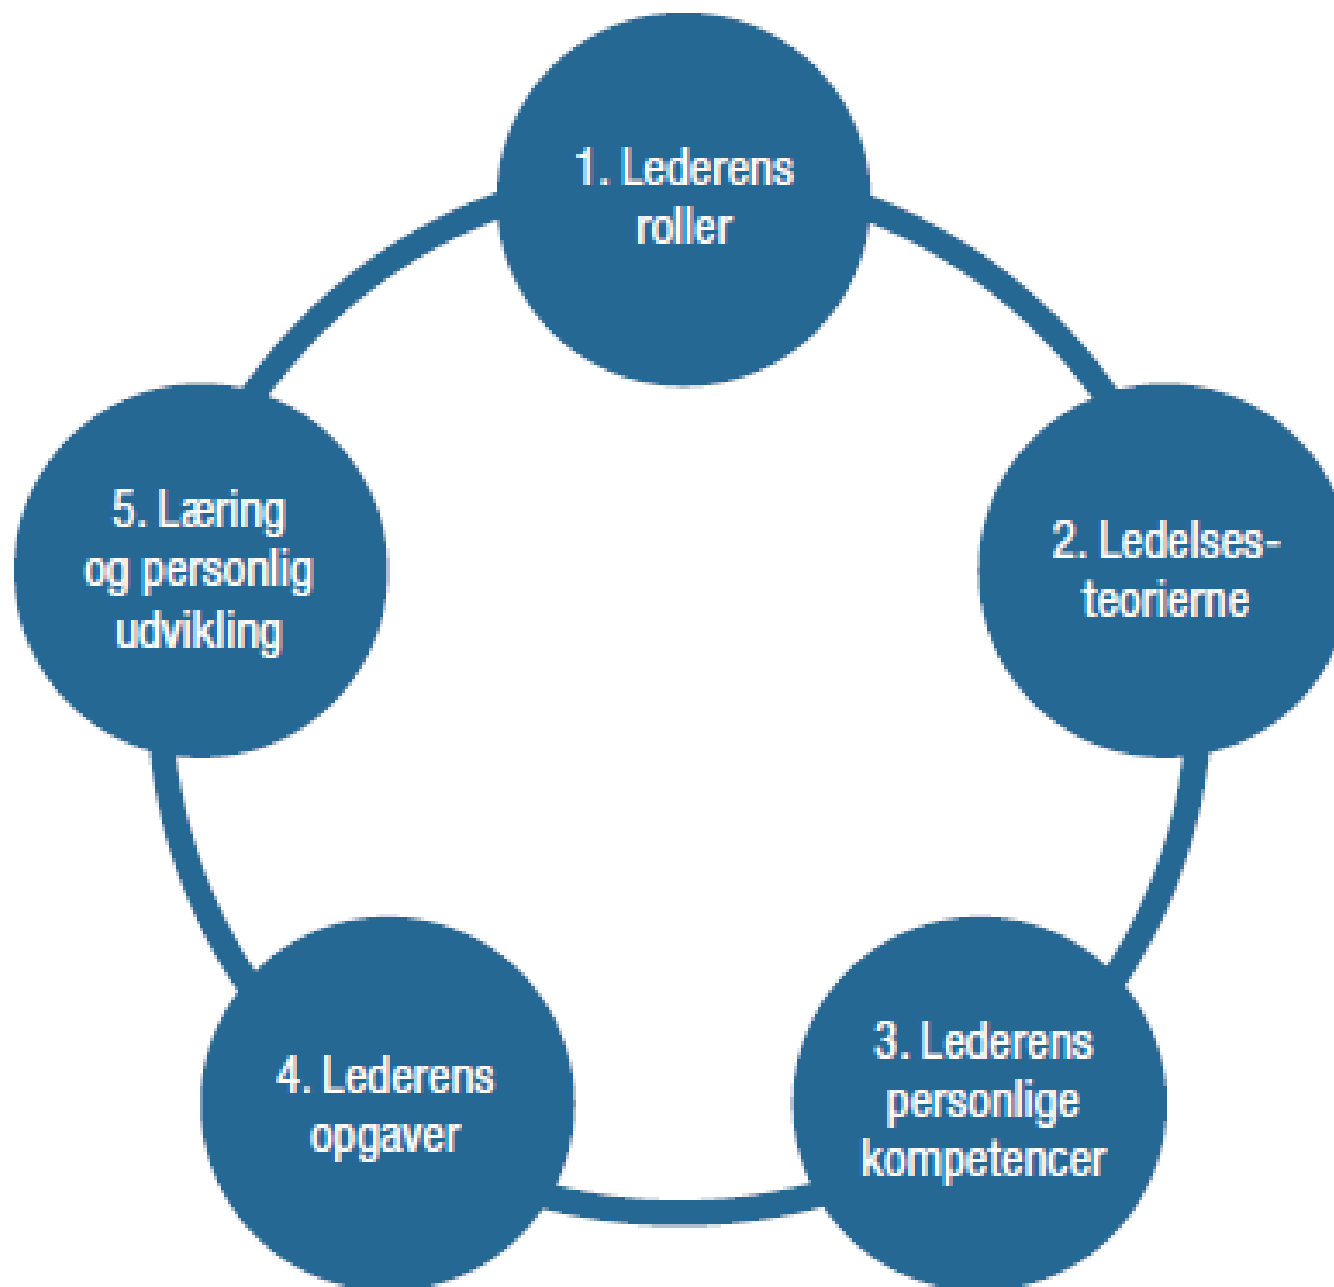 1. Lederens
roller
2. Ledelses-
teorierne
3. Lederens
personlige
kompetencer
4. Lederens
opgaver
5. Læring
og personlig
udvikling